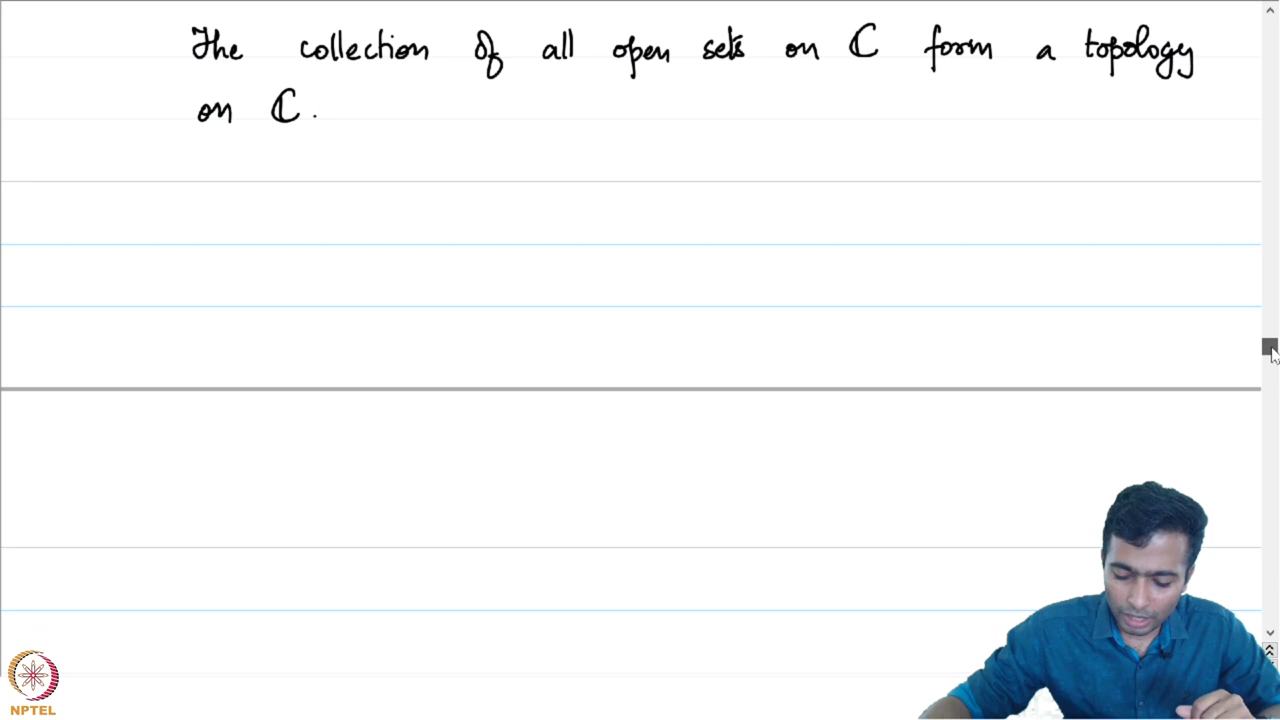 The collection of all open sets on ℂ form a topology
on ℂ.
NPTEL